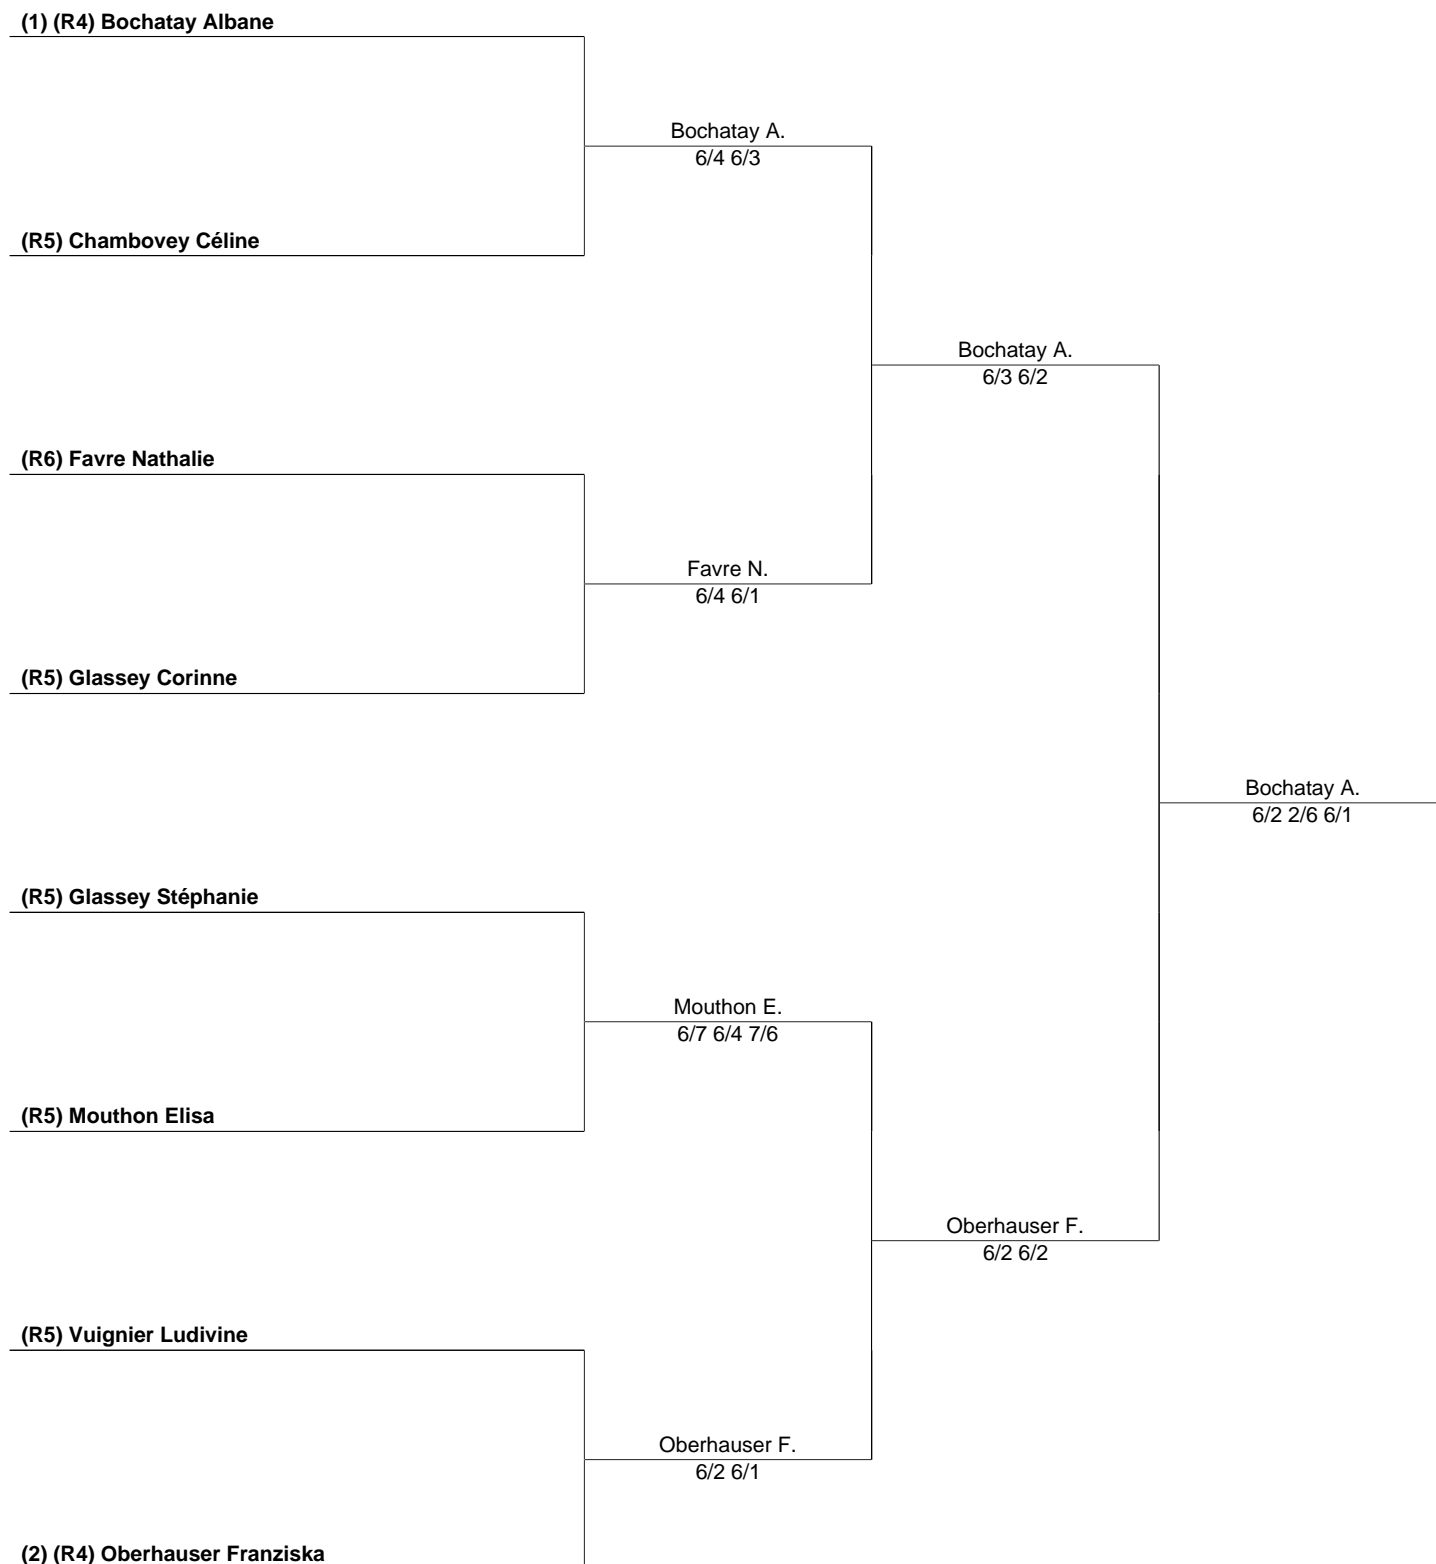 (1) (R4) Bochatay Albane
Bochatay A.
6/4 6/3
(R5) Chambovey Céline
Bochatay A.
6/3 6/2
(R6) Favre Nathalie
Favre N.
6/4 6/1
(R5) Glassey Corinne
Bochatay A.
6/2 2/6 6/1
(R5) Glassey Stéphanie
Mouthon E.
6/7 6/4 7/6
(R5) Mouthon Elisa
Oberhauser F.
6/2 6/2
(R5) Vuignier Ludivine
Oberhauser F.
6/2 6/1
(2) (R4) Oberhauser Franziska